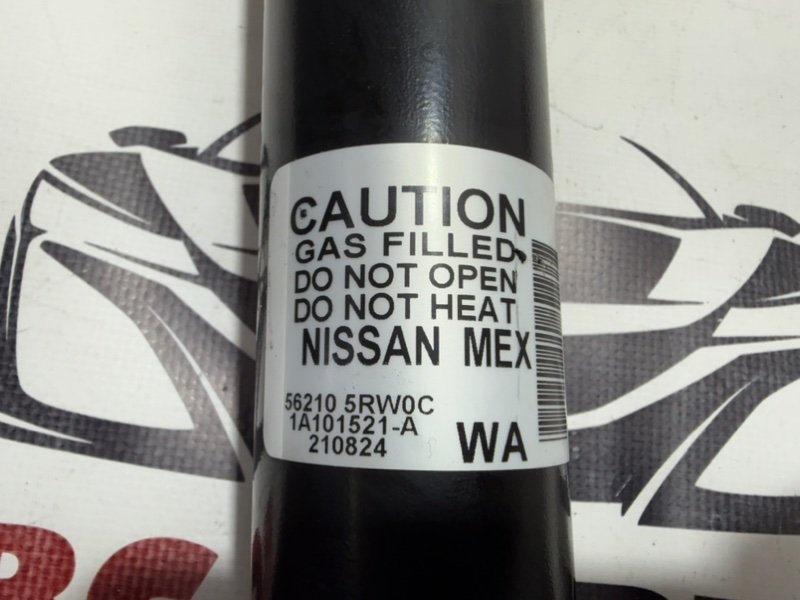 CAUTION
GAS FILLED
DO NOT OPEN
DO NOT HEAT
NISSAN MEX
56210 5RW0C
1A101521-A
210824
WA